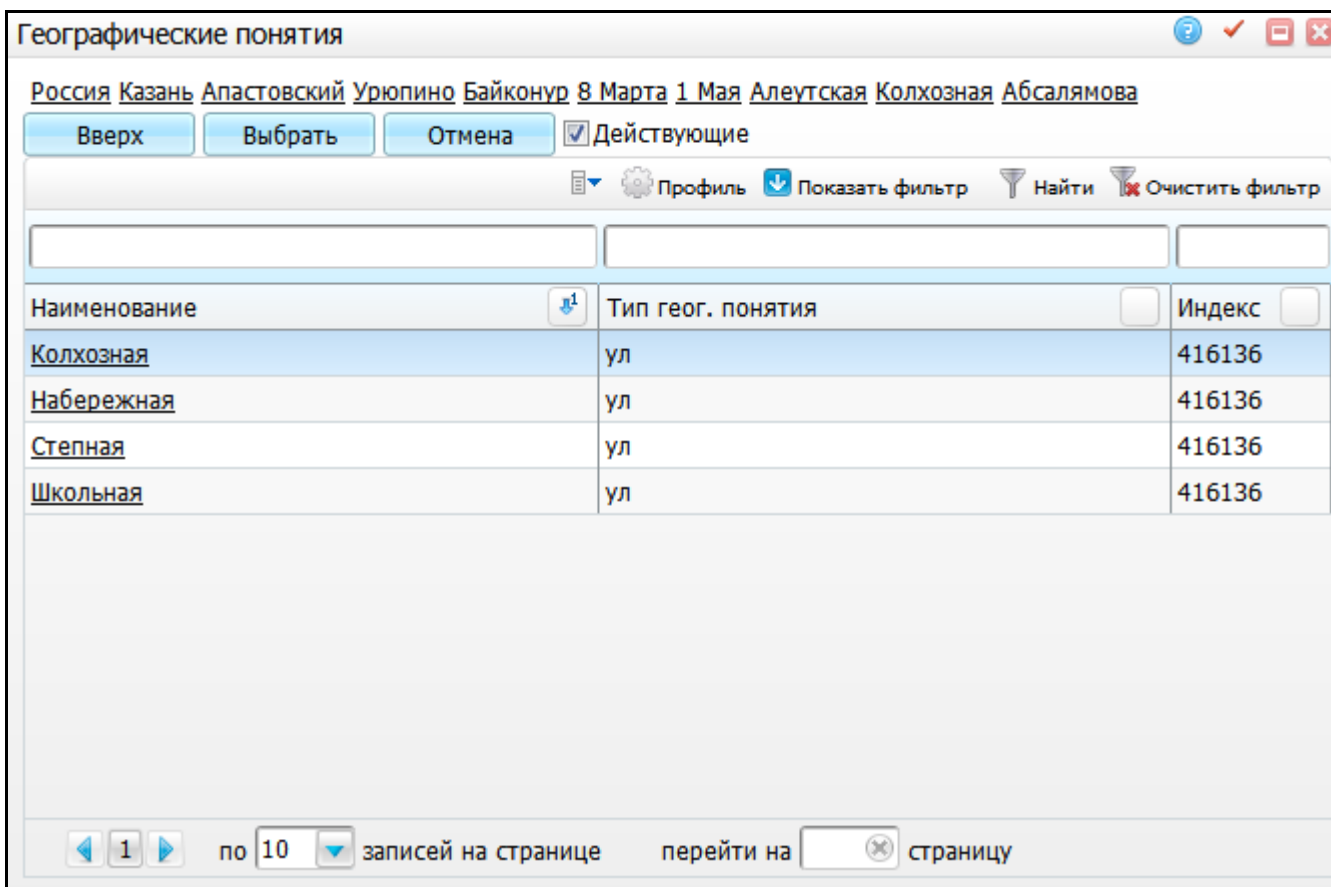 Географические понятия
Россия Казань Апастовский Урюпино Байконур 8 Марта 1 Мая Алеутская Колхозная Абсалямова
Вверх Выбрать Отмена Действующие
Профиль Показать фильтр Найти Очистить фильтр
Наименование 1 Тип геог. понятия Индекс
Колхозная ул 416136
Набережная ул 416136
Степная ул 416136
Школьная ул 416136
1 по 10 записей на странице перейти на страницу